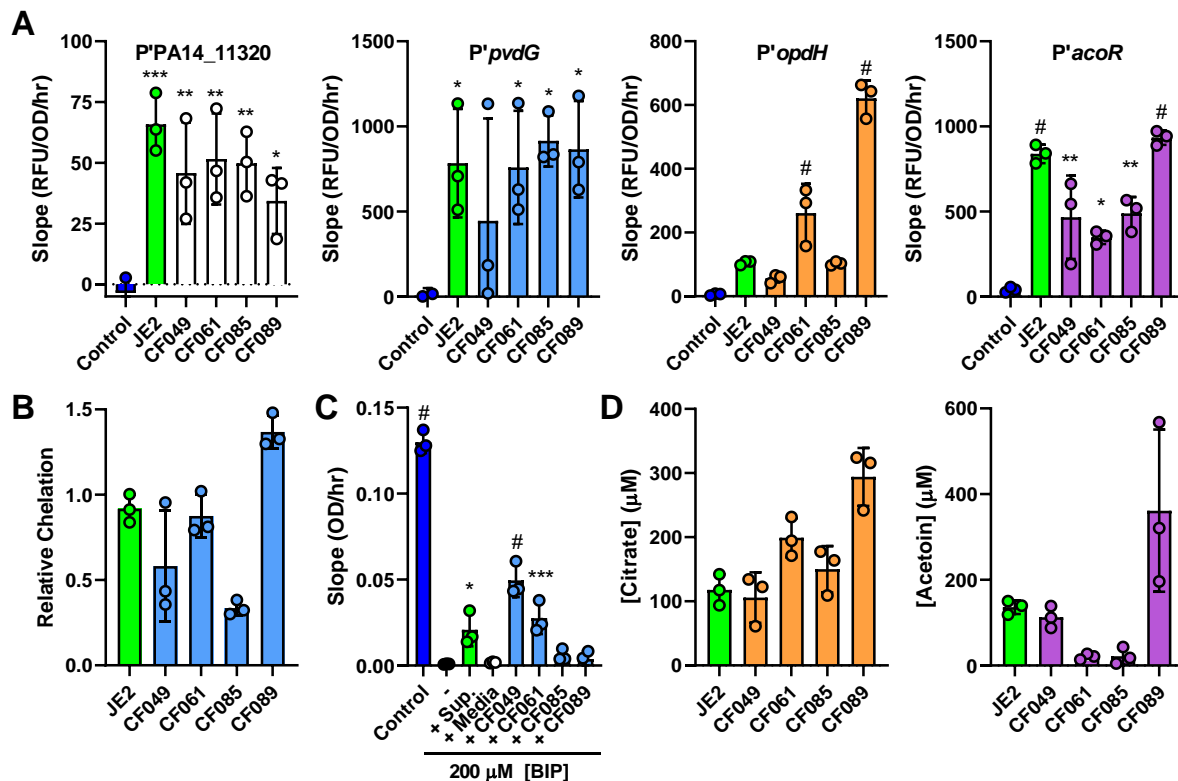 A
P'PA14_11320
Slope (RFU/OD/hr)
100
75
50
25
0
***
**
**
**
*
Control
JE2
CF049
CF061
CF085
CF089
P'pvdG
Slope (RFU/OD/hr)
1500
1000
500
0
*
*
*
*
Control
JE2
CF049
CF061
CF085
CF089
P'opdH
Slope (RFU/OD/hr)
800
600
400
200
0
#
#
Control
JE2
CF049
CF061
CF085
CF089
P'acoR
Slope (RFU/OD/hr)
1500
1000
500
0
#
**
*
**
#
Control
JE2
CF049
CF061
CF085
CF089
B
Relative Chelation
1.5
1.0
0.5
0.0
JE2
CF049
CF061
CF085
CF089
C
Slope (OD/hr)
0.15
0.10
0.05
0.00
#
*
#
***
Control
-
+ Sup.
+ Media
+ CF049
+ CF061
+ CF085
+ CF089
200 μM [BIP]
D
[Citrate] (μM)
400
300
200
100
0
JE2
CF049
CF061
CF085
CF089
[Acetoin] (μM)
600
400
200
0
JE2
CF049
CF061
CF085
CF089